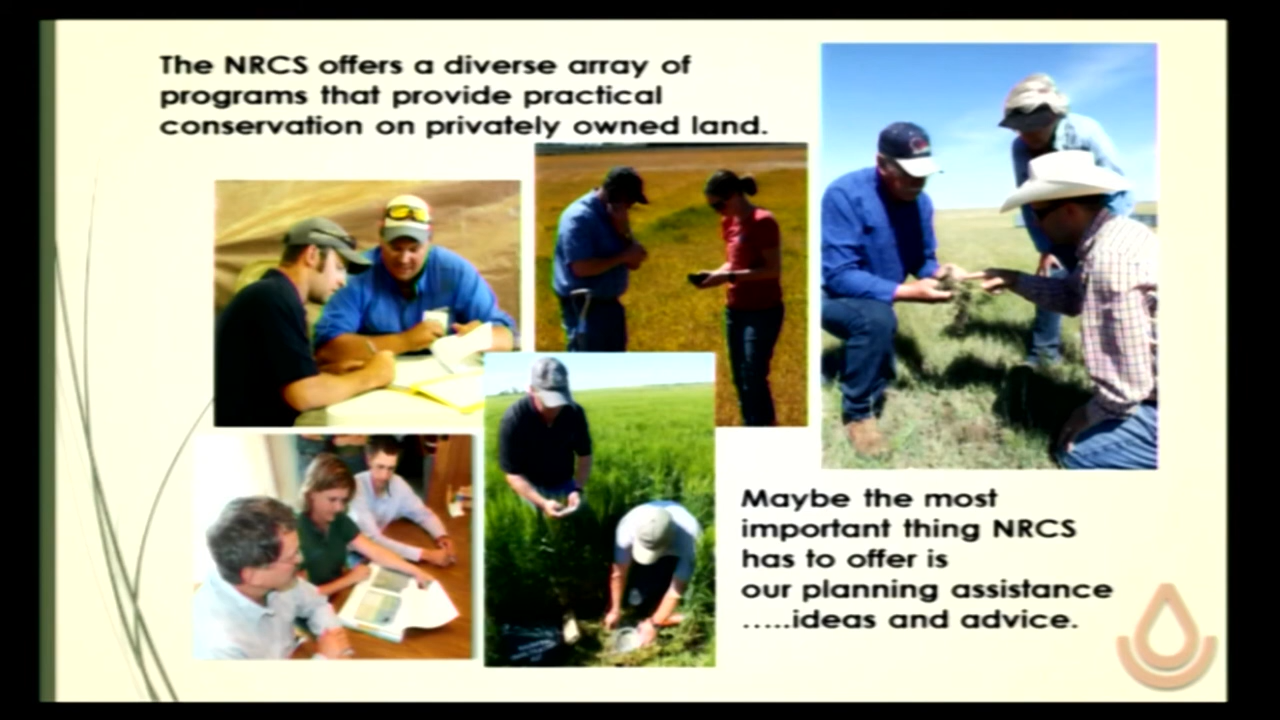 The NRCS offers a diverse array of
programs that provide practical
conservation on privately owned land.
Maybe the most
important thing NRCS
has to offer is
our planning assistance
.....ideas and advice.